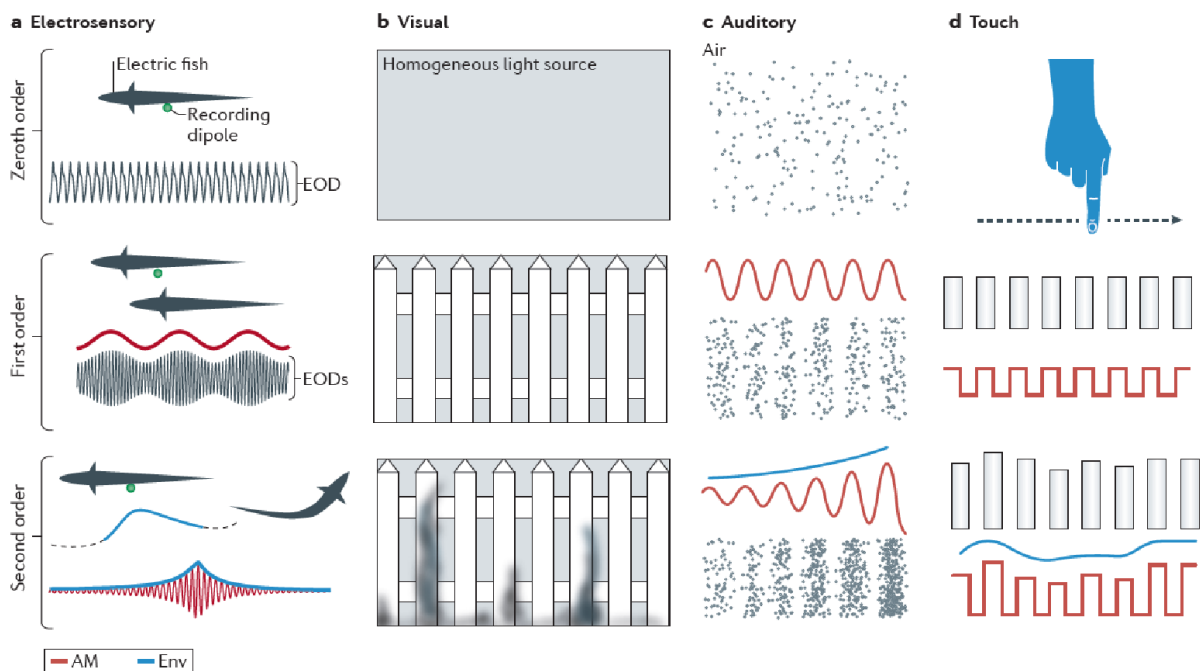 a Electrosensory
b Visual
c Auditory
d Touch
Zeroth order
Electric fish
Recording
dipole
EOD
Homogeneous light source
Air
First order
EODs
Second order
AM
Env